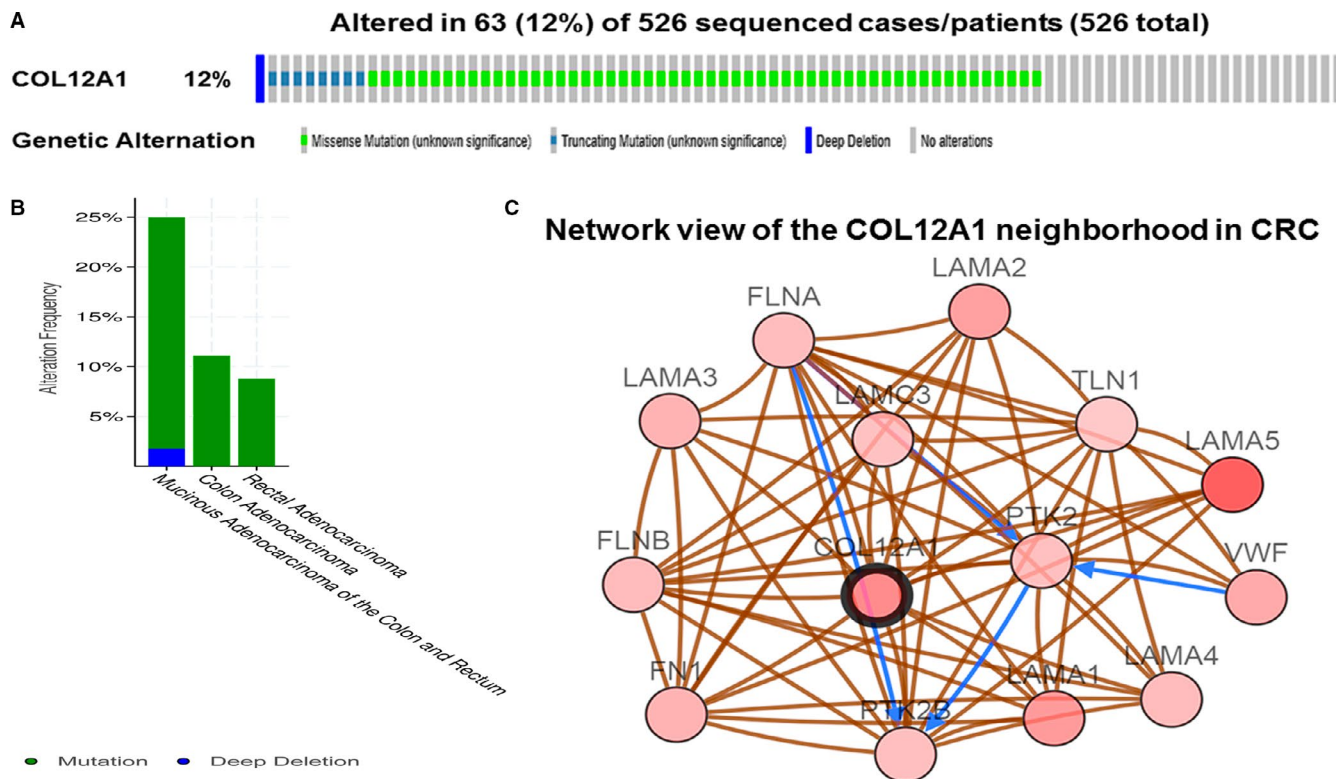 A
Altered in 63 (12%) of 526 sequenced cases/patients (526 total)
COL12A1 12%
Genetic Alternation
Missense Mutation (unknown significance)
Truncating Mutation (unknown significance)
Deep Deletion
No alterations
B
Alteration Frequency
25%
20%
15%
10%
5%
Mucinous Adenocarcinoma of the Colon and Rectum
Colon Adenocarcinoma
Rectal Adenocarcinoma
Mutation
Deep Deletion
C
Network view of the COL12A1 neighborhood in CRC
LAMA2
FLNA
LAMA3
LAMC3
TLN1
LAMA5
PTK2
FLNB
COL12A1
VWF
FN1
LAMA1
LAMA4
PTK2B